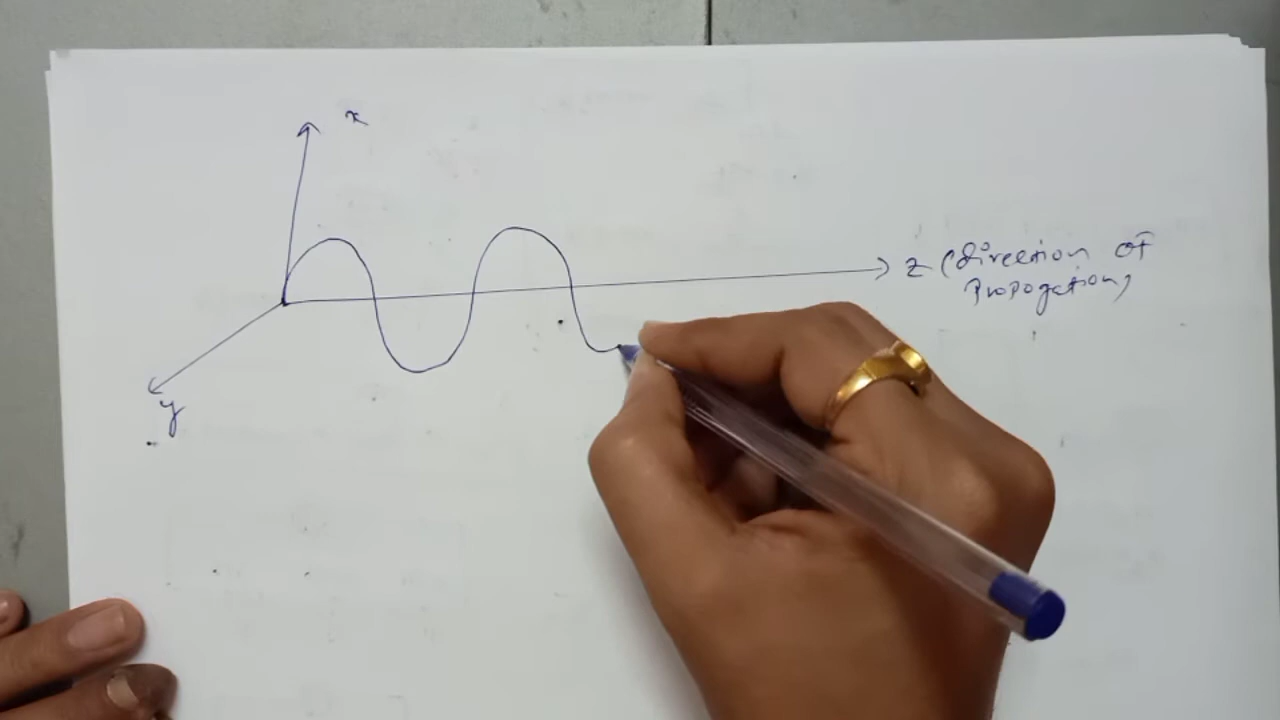 x
z (direction of
propogation)
y